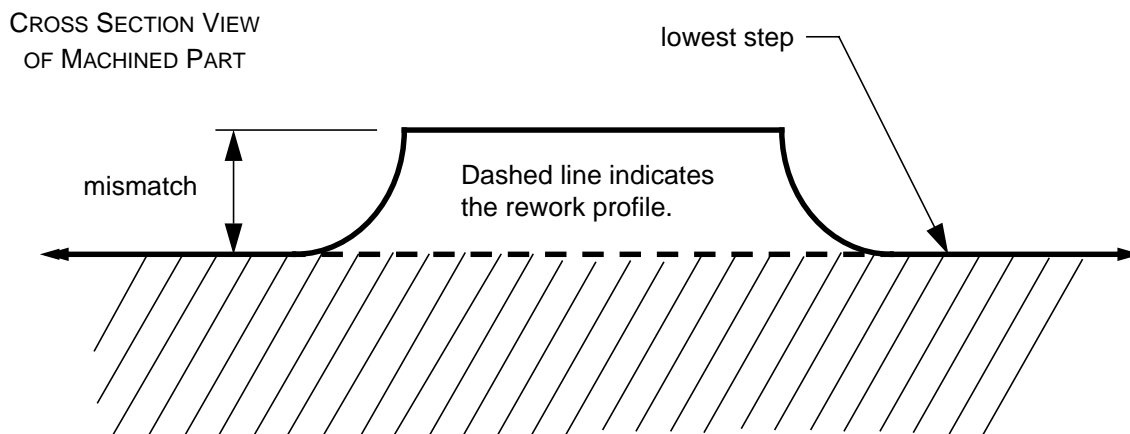 CROSS SECTION VIEW
OF MACHINED PART
lowest step
mismatch
Dashed line indicates
the rework profile.